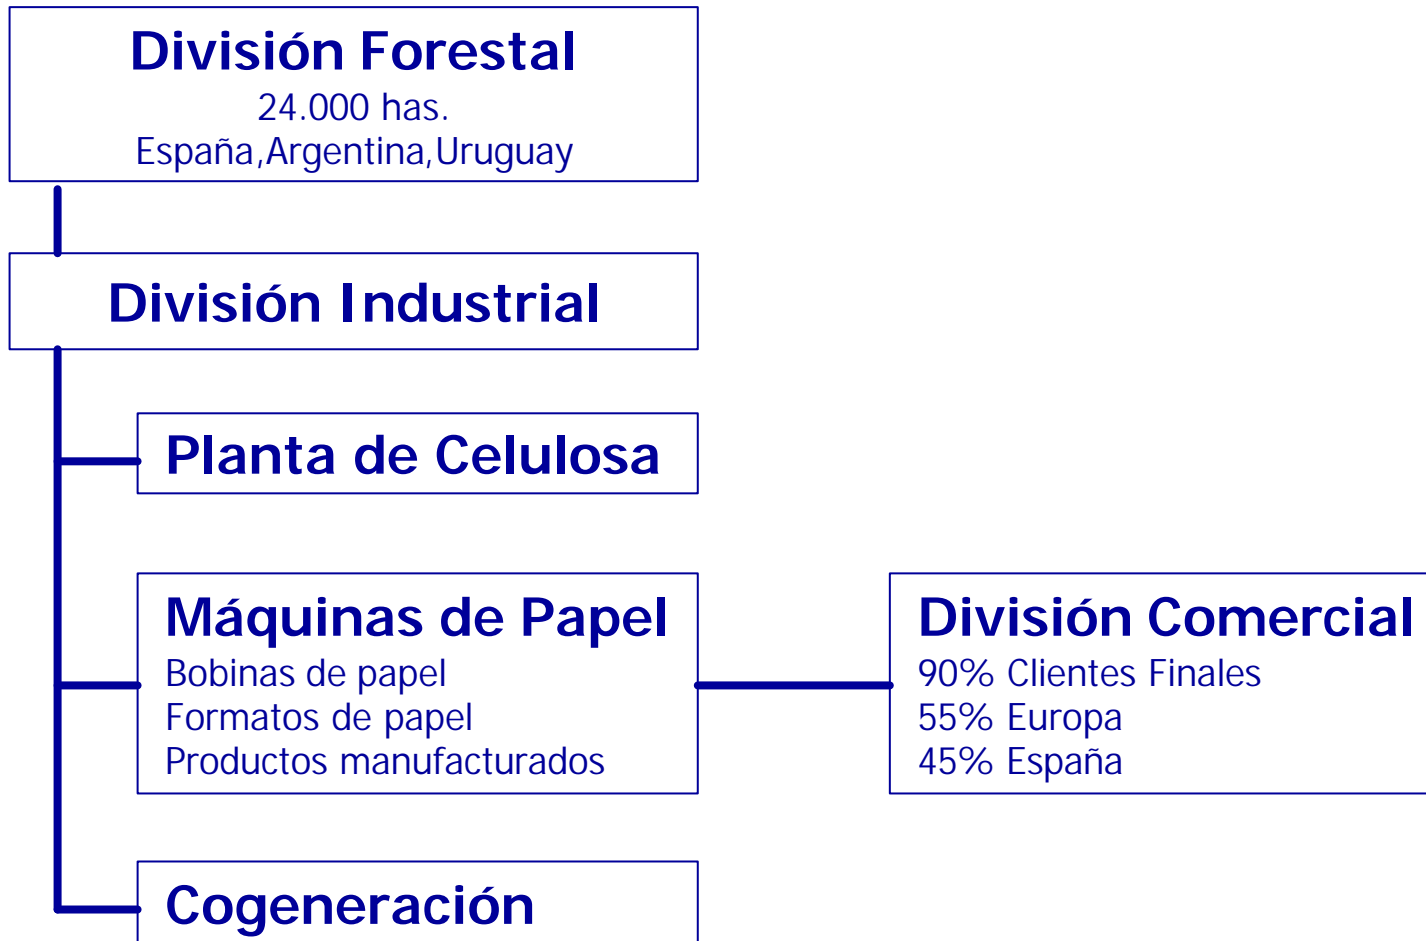 División Forestal
24.000 has.
España,Argentina,Uruguay
División Industrial
Planta de Celulosa
Máquinas de Papel
Bobinas de papel
Formatos de papel
Productos manufacturados
División Comercial
90% Clientes Finales
55% Europa
45% España
Cogeneración